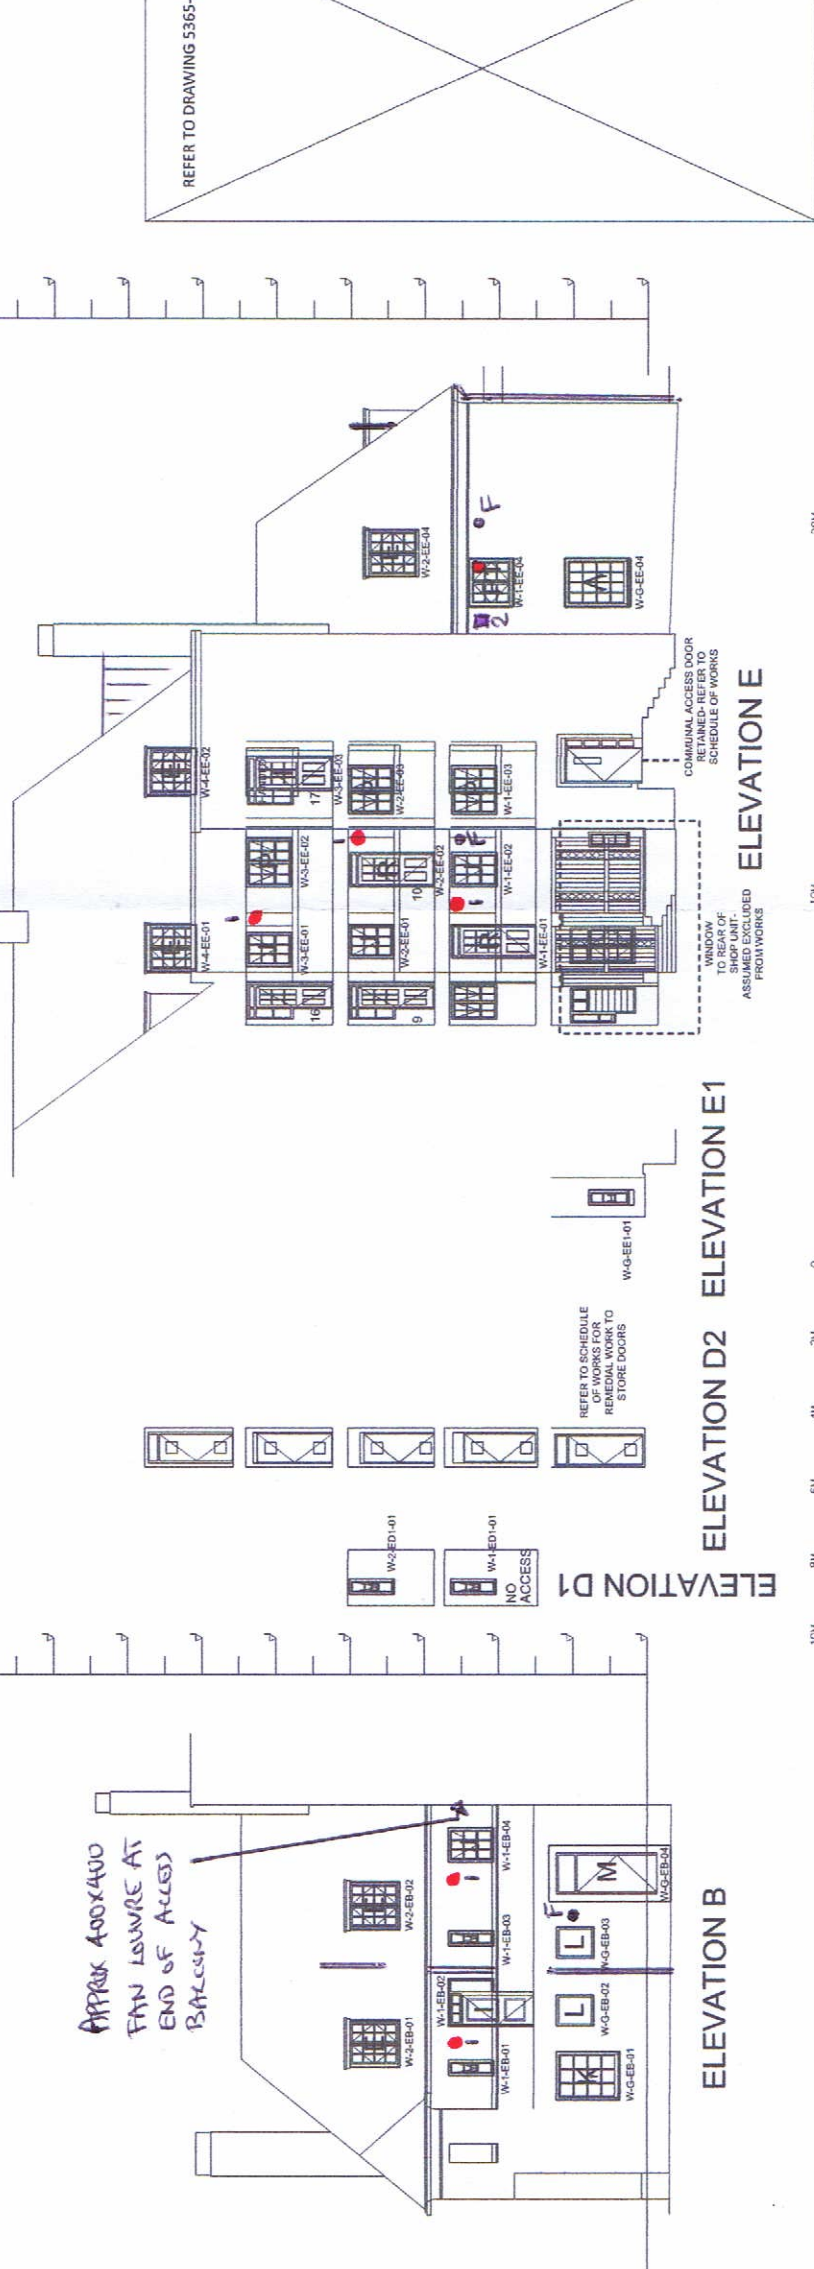 APPROX 400X400
FAN LOUVRE AT
END OF ACCESS
BALCONY
W-2-EB-01
W-2-EB-02
W-1-EB-01
W-1-EB-02
W-1-EB-03
W-1-EB-04
1
1
F
K
L
L
M
W-G-EB-01
W-G-EB-02
W-G-EB-03
W-G-EB-04
ELEVATION B
W-2-ED1-01
W-1-ED1-01
NO
ACCESS
ELEVATION D1
REFER TO SCHEDULE
OF WORKS FOR
REMEDIAL WORK TO
STORE DOORS
ELEVATION D2
W-G-EE1-01
ELEVATION E1
W-4-EE-01
W-4-EE-02
16
W-3-EE-01
1
W-3-EE-02
17
W-3-EE-03
9
W-2-EE-01
10
W-2-EE-02
1
W-2-EE-03
R
R
W-1-EE-01
1
W-1-EE-02
F
W-1-EE-03
WINDOW
TO REAR OF
SHOP UNIT-
ASSUMED EXCLUDED
FROM WORKS
COMMUNAL ACCESS DOOR
RETAINED- REFER TO
SCHEDULE OF WORKS
W-2-EE-04
2
W-1-EE-04
F
W-G-EE-04
ELEVATION E
REFER TO DRAWING 5365-